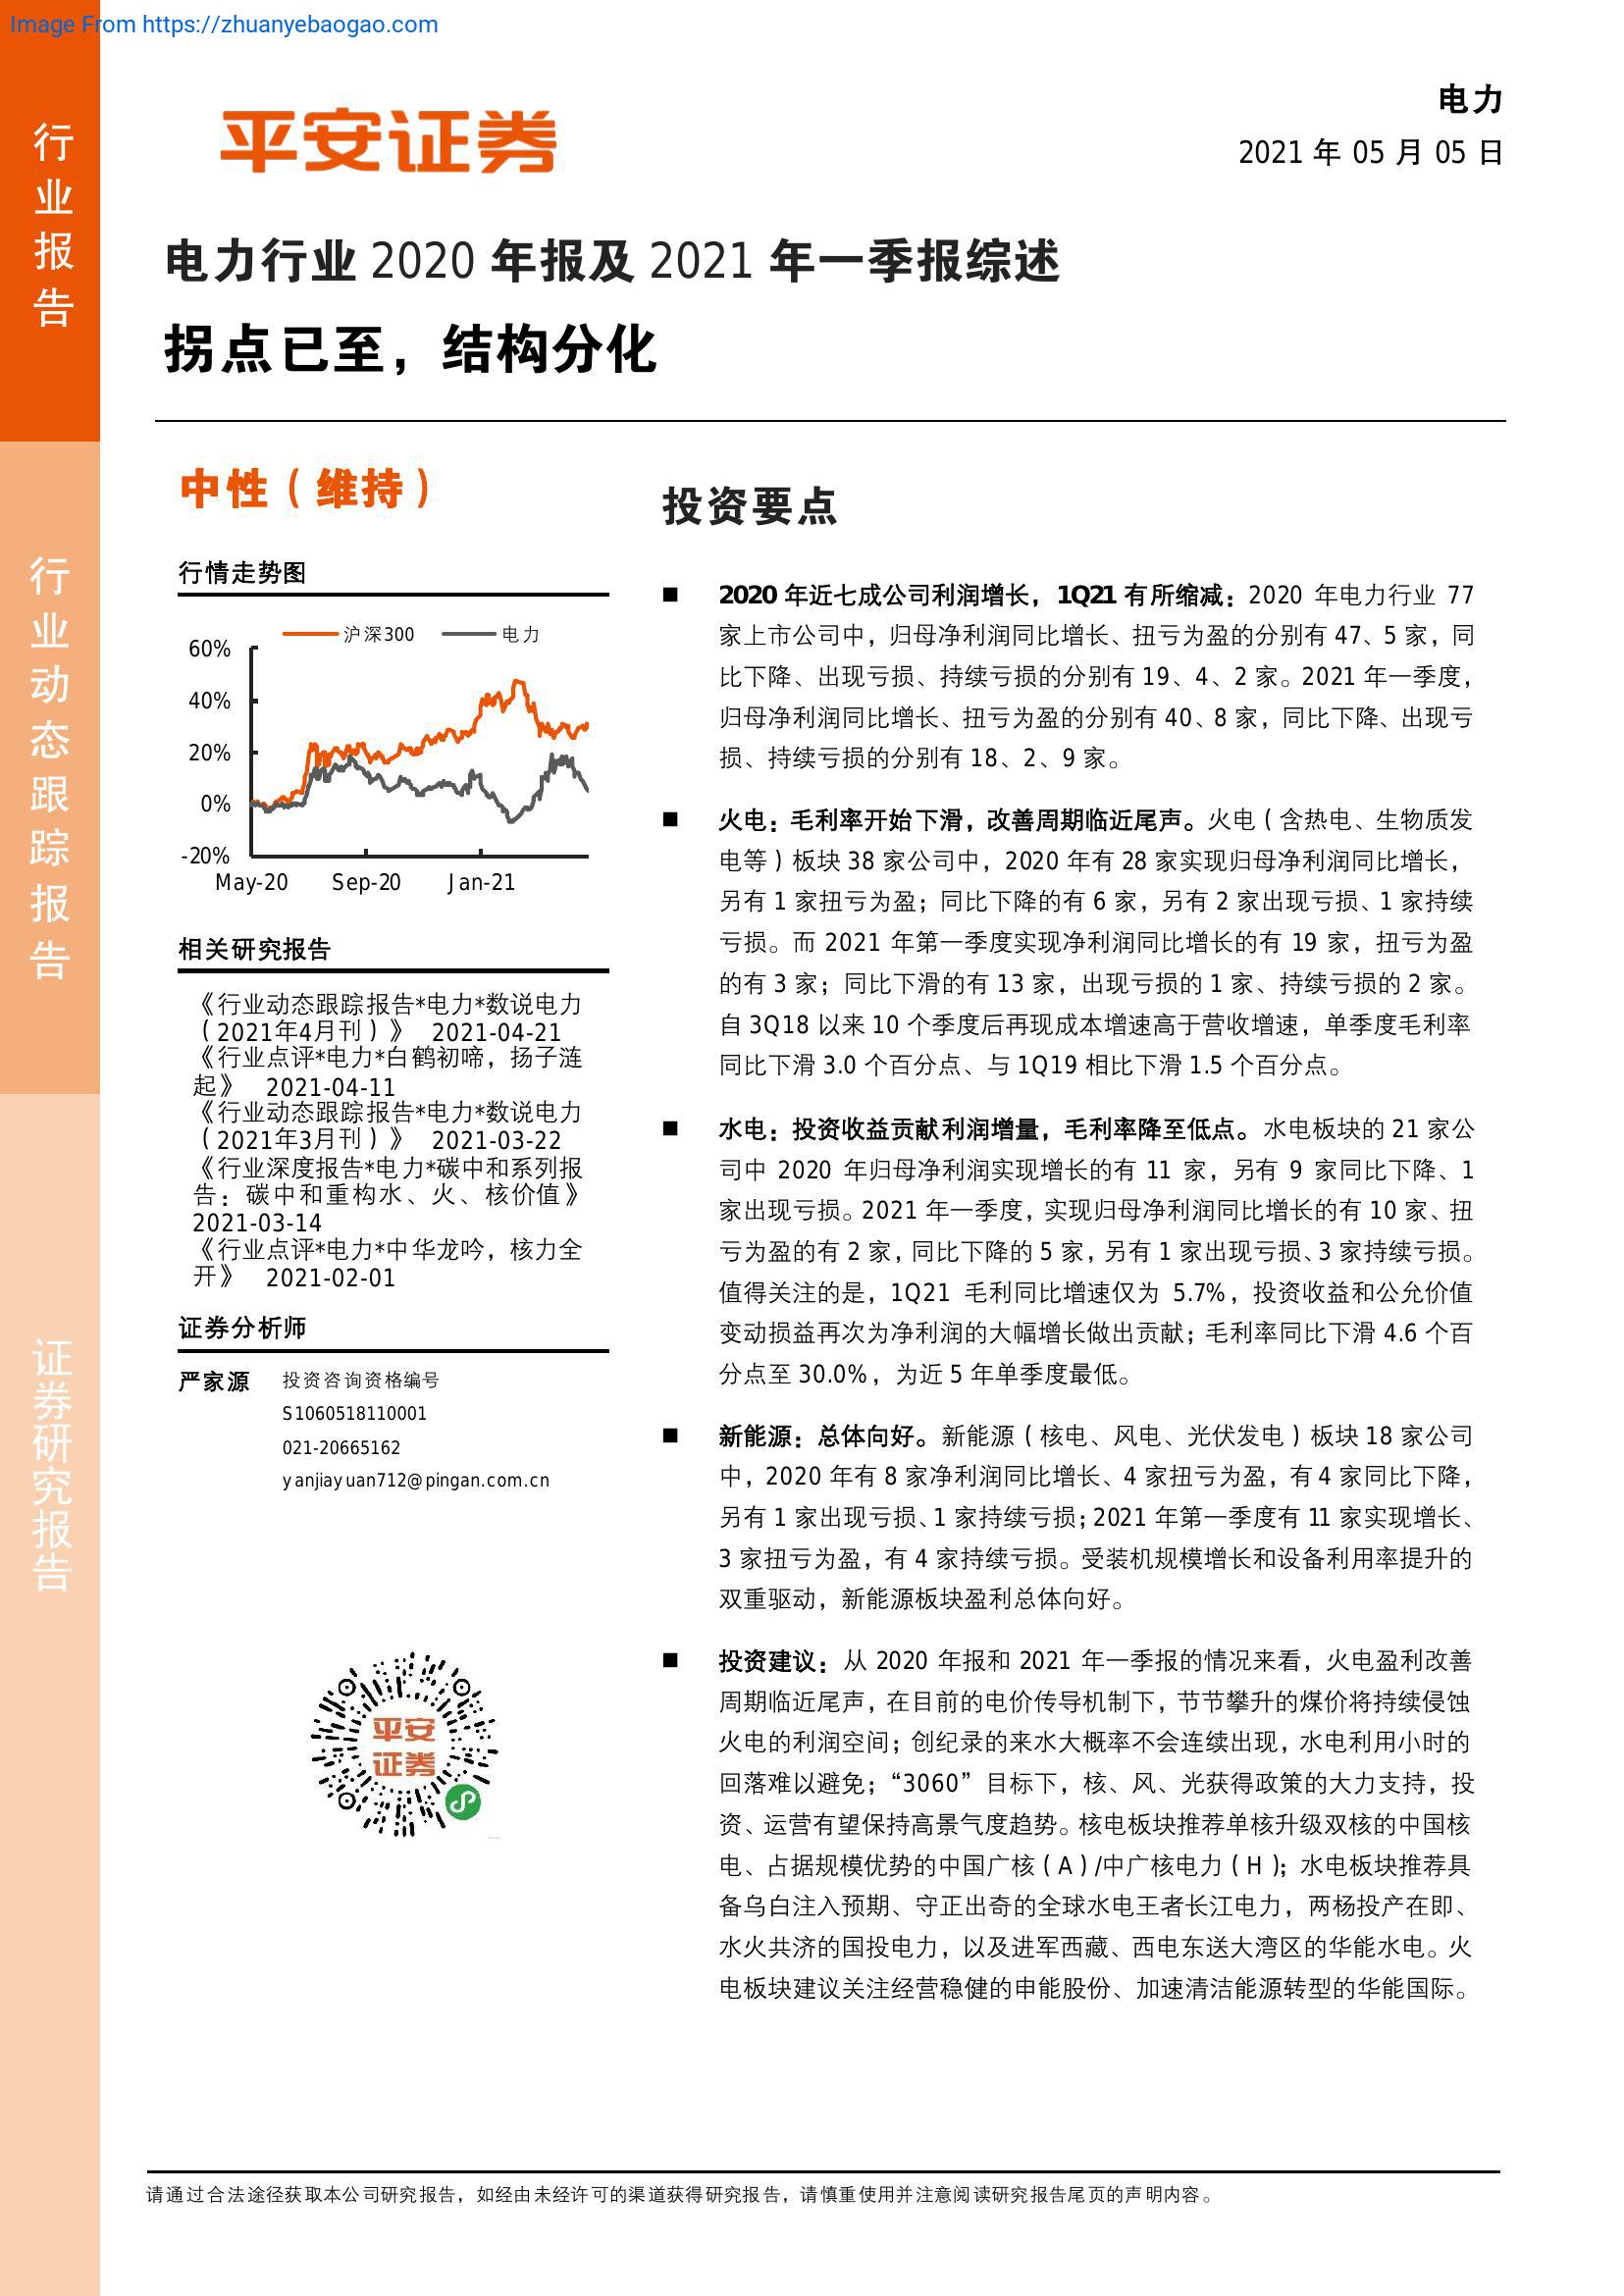 Image From https://zhuanyebaogao.com
行业报告
行业动态跟踪报告
证券研究报告
平安证券
电力
2021 年 05 月 05 日
电力行业 2020 年报及 2021 年一季报综述
拐点已至，结构分化
中性（维持）
行情走势图
沪深300 电力
60%
40%
20%
0%
-20%
May-20 Sep-20 Jan-21
相关研究报告
《行业动态跟踪报告*电力*数说电力
（2021年4月刊）》 2021-04-21
《行业点评*电力*白鹤初啼，扬子涟
起》 2021-04-11
《行业动态跟踪报告*电力*数说电力
（2021年3月刊）》 2021-03-22
《行业深度报告*电力*碳中和系列报
告：碳中和重构水、火、核价值》
2021-03-14
《行业点评*电力*中华龙吟，核力全
开》 2021-02-01
证券分析师
严家源 投资咨询资格编号
S1060518110001
021-20665162
yanjiayuan712@pingan.com.cn
平安
证券
投资要点
■ 2020 年近七成公司利润增长，1Q21 有所缩减：2020 年电力行业 77
家上市公司中，归母净利润同比增长、扭亏为盈的分别有 47、5 家，同
比下降、出现亏损、持续亏损的分别有 19、4、2 家。2021 年一季度，
归母净利润同比增长、扭亏为盈的分别有 40、8 家，同比下降、出现亏
损、持续亏损的分别有 18、2、9 家。
■ 火电：毛利率开始下滑，改善周期临近尾声。火电（含热电、生物质发
电等）板块 38 家公司中，2020 年有 28 家实现归母净利润同比增长，
另有 1 家扭亏为盈；同比下降的有 6 家，另有 2 家出现亏损、1 家持续
亏损。而 2021 年第一季度实现净利润同比增长的有 19 家，扭亏为盈
的有 3 家；同比下滑的有 13 家，出现亏损的 1 家、持续亏损的 2 家。
自 3Q18 以来 10 个季度后再现成本增速高于营收增速，单季度毛利率
同比下滑 3.0 个百分点、与 1Q19 相比下滑 1.5 个百分点。
■ 水电：投资收益贡献利润增量，毛利率降至低点。水电板块的 21 家公
司中 2020 年归母净利润实现增长的有 11 家，另有 9 家同比下降、1
家出现亏损。2021 年一季度，实现归母净利润同比增长的有 10 家、扭
亏为盈的有 2 家，同比下降的 5 家，另有 1 家出现亏损、3 家持续亏损。
值得关注的是，1Q21 毛利同比增速仅为 5.7%，投资收益和公允价值
变动损益再次为净利润的大幅增长做出贡献；毛利率同比下滑 4.6 个百
分点至 30.0%，为近 5 年单季度最低。
■ 新能源：总体向好。新能源（核电、风电、光伏发电）板块 18 家公司
中，2020 年有 8 家净利润同比增长、4 家扭亏为盈，有 4 家同比下降，
另有 1 家出现亏损、1 家持续亏损；2021 年第一季度有 11 家实现增长、
3 家扭亏为盈，有 4 家持续亏损。受装机规模增长和设备利用率提升的
双重驱动，新能源板块盈利总体向好。
■ 投资建议：从 2020 年报和 2021 年一季报的情况来看，火电盈利改善
周期临近尾声，在目前的电价传导机制下，节节攀升的煤价将持续侵蚀
火电的利润空间；创纪录的来水大概率不会连续出现，水电利用小时的
回落难以避免；“3060”目标下，核、风、光获得政策的大力支持，投
资、运营有望保持高景气度趋势。核电板块推荐单核升级双核的中国核
电、占据规模优势的中国广核（A）/中广核电力（H）；水电板块推荐具
备乌白注入预期、守正出奇的全球水电王者长江电力，两杨投产在即、
水火共济的国投电力，以及进军西藏、西电东送大湾区的华能水电。火
电板块建议关注经营稳健的申能股份、加速清洁能源转型的华能国际。
请通过合法途径获取本公司研究报告，如经由未经许可的渠道获得研究报告，请慎重使用并注意阅读研究报告尾页的声明内容。